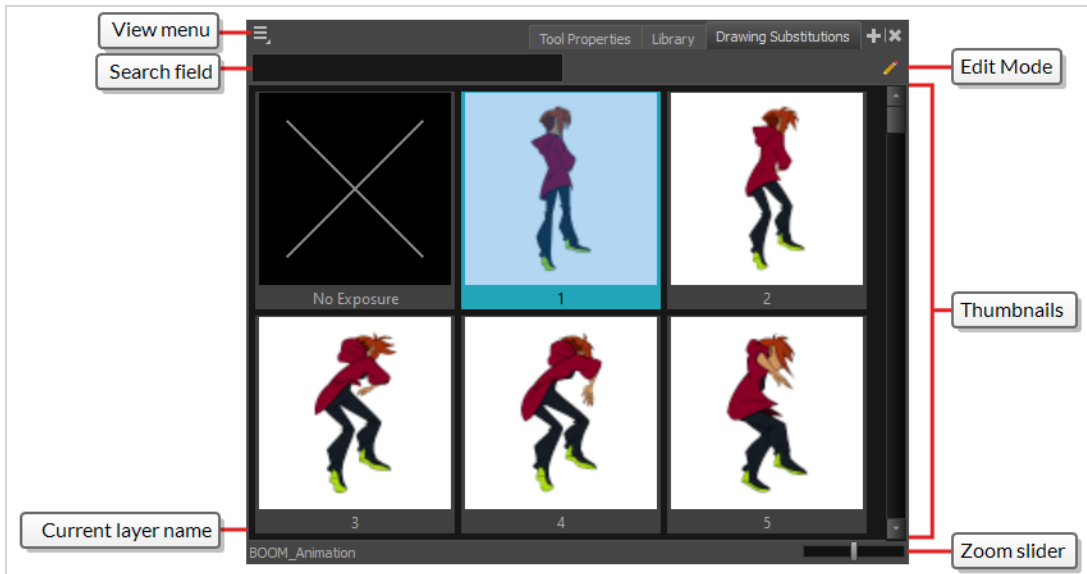 View menu
Tool Properties
Library
Drawing Substitutions
Search field
Edit Mode
No Exposure
1
2
Thumbnails
3
4
5
Current layer name
BOOM_Animation
Zoom slider